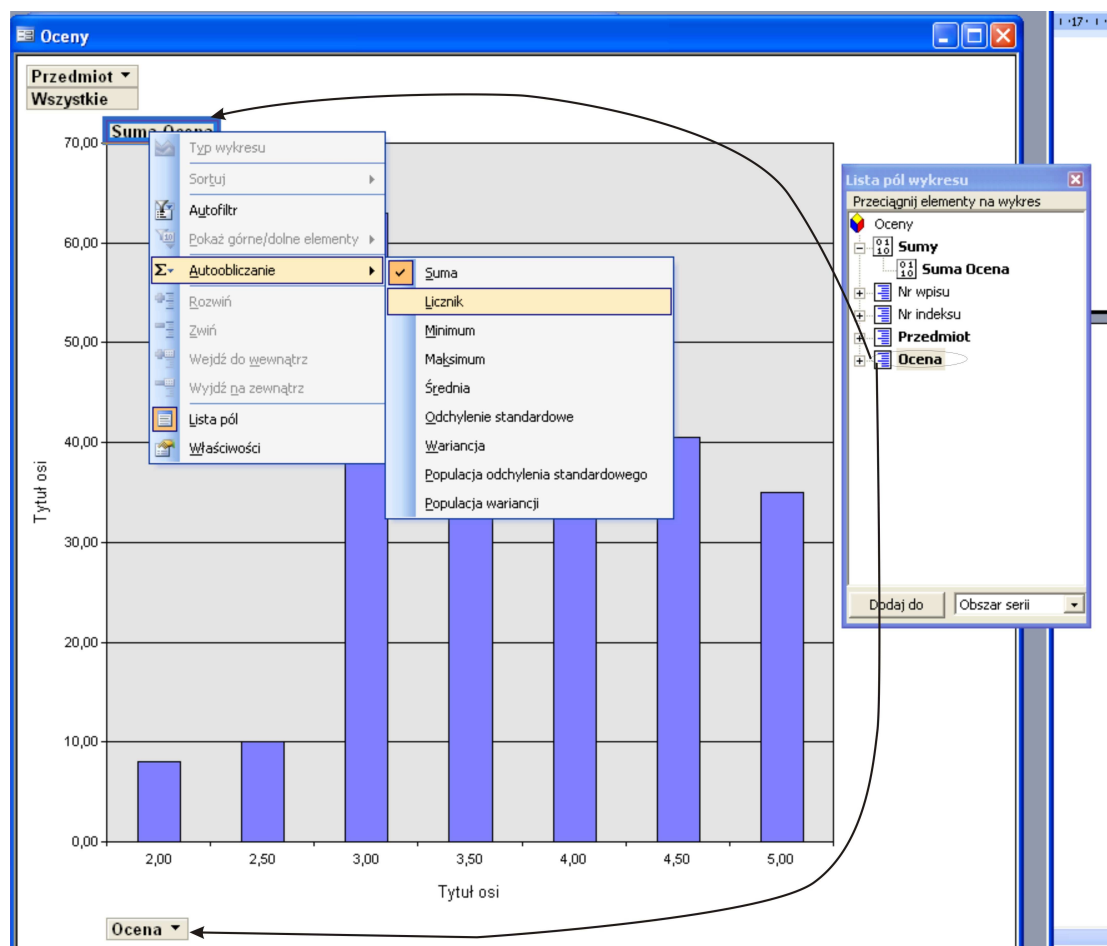 Oceny
·17·
Przedmiot
Wszystkie
Suma Ocena
70,00
60,00
50,00
40,00
30,00
20,00
10,00
0,00
Tytuł osi
2,00 2,50 3,00 3,50 4,00 4,50 5,00
Tytuł osi
Ocena
Typ wykresu
Sortuj
Autofiltr
Pokaż górne/dolne elementy
Autoobliczanie
Rozwiń
Zwiń
Wejdź do wewnątrz
Wyjdź na zewnątrz
Lista pól
Właściwości
Suma
Licznik
Minimum
Maksimum
Średnia
Odchylenie standardowe
Wariancja
Populacja odchylenia standardowego
Populacja wariancji
Lista pól wykresu
Przeciągnij elementy na wykres
Oceny
Sumy
Suma Ocena
Nr wpisu
Nr indeksu
Przedmiot
Ocena
Dodaj do Obszar serii